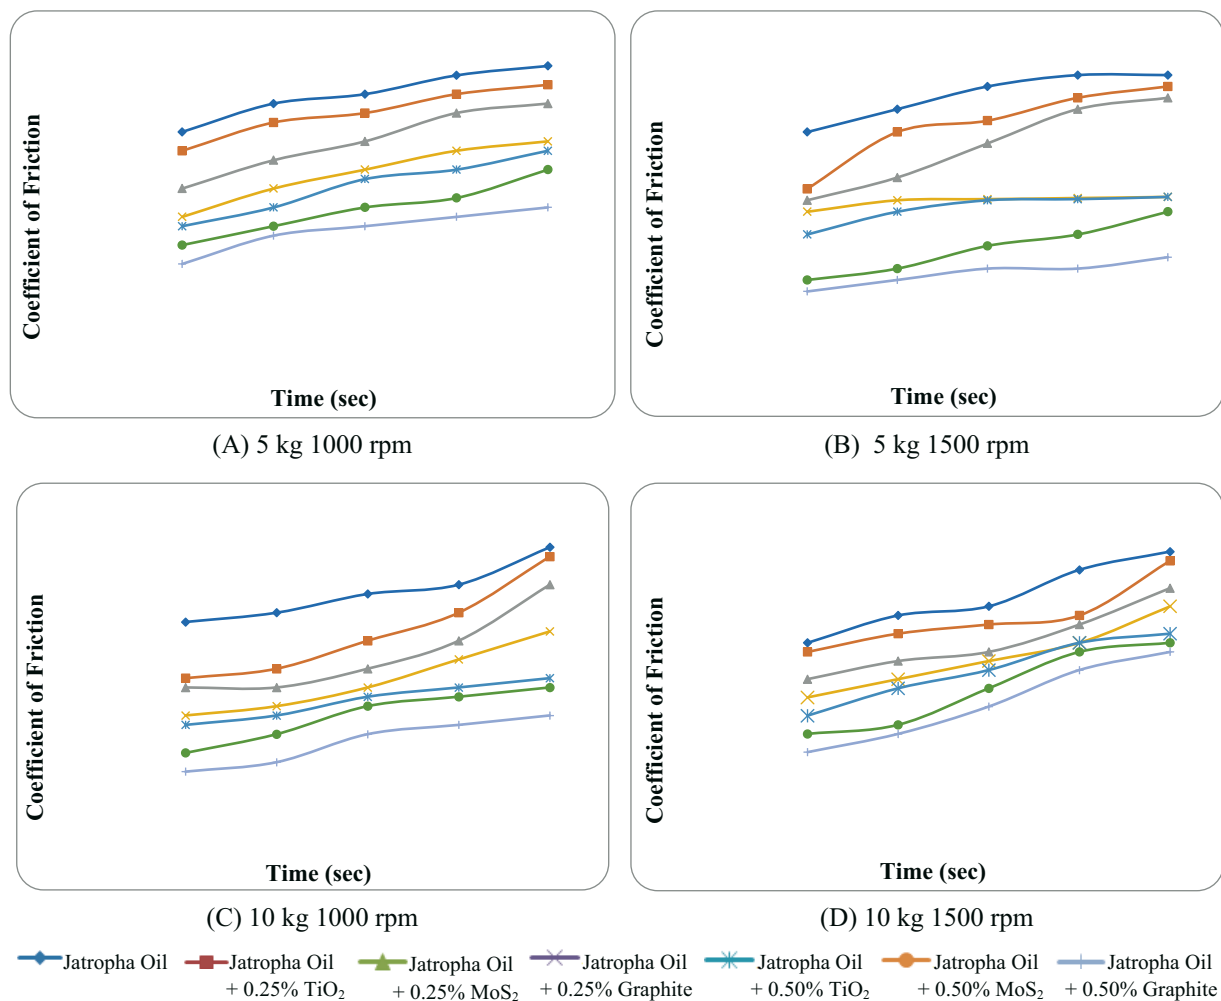 Coefficient of Friction
Time (sec)
(A) 5 kg 1000 rpm
Coefficient of Friction
Time (sec)
(B) 5 kg 1500 rpm
Coefficient of Friction
Time (sec)
(C) 10 kg 1000 rpm
Coefficient of Friction
Time (sec)
(D) 10 kg 1500 rpm
Jatropha Oil
Jatropha Oil
+ 0.25% TiO₂
Jatropha Oil
+ 0.25% MoS₂
Jatropha Oil
+ 0.25% Graphite
Jatropha Oil
+ 0.50% TiO₂
Jatropha Oil
+ 0.50% MoS₂
Jatropha Oil
+ 0.50% Graphite